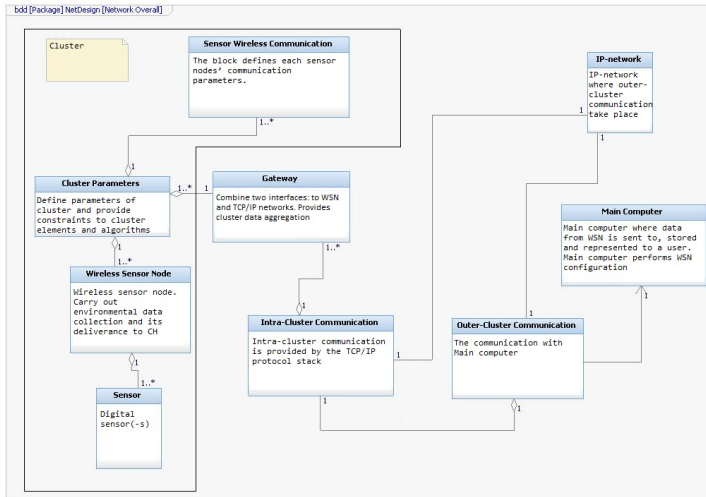 bdd [Package] NetDesign [Network Overall]
Cluster
Sensor Wireless Communication
The block defines each sensor
nodes' communication
parameters.
1..*
1
Cluster Parameters
Define parameters of
cluster and provide
constraints to cluster
elements and algorithms
1..*
1
Gateway
Combine two interfaces: to WSN
and TCP/IP networks. Provides
cluster data aggregation
1..*
1
1..*
Wireless Sensor Node
Wireless sensor node.
Carry out
environmental data
collection and its
deliverance to CH
1
1..*
Sensor
Digital
sensor(-s)
1
Intra-Cluster Communication
Intra-cluster communication
is provided by the TCP/IP
protocol stack
1
1
IP-network
IP-network
where outer-
cluster
communication
take place
1
1
Main Computer
Main computer where data
from WSN is sent to, stored
and represented to a user.
Main computer performs WSN
configuration
1
1
Outer-Cluster Communication
The communication with
Main computer
1